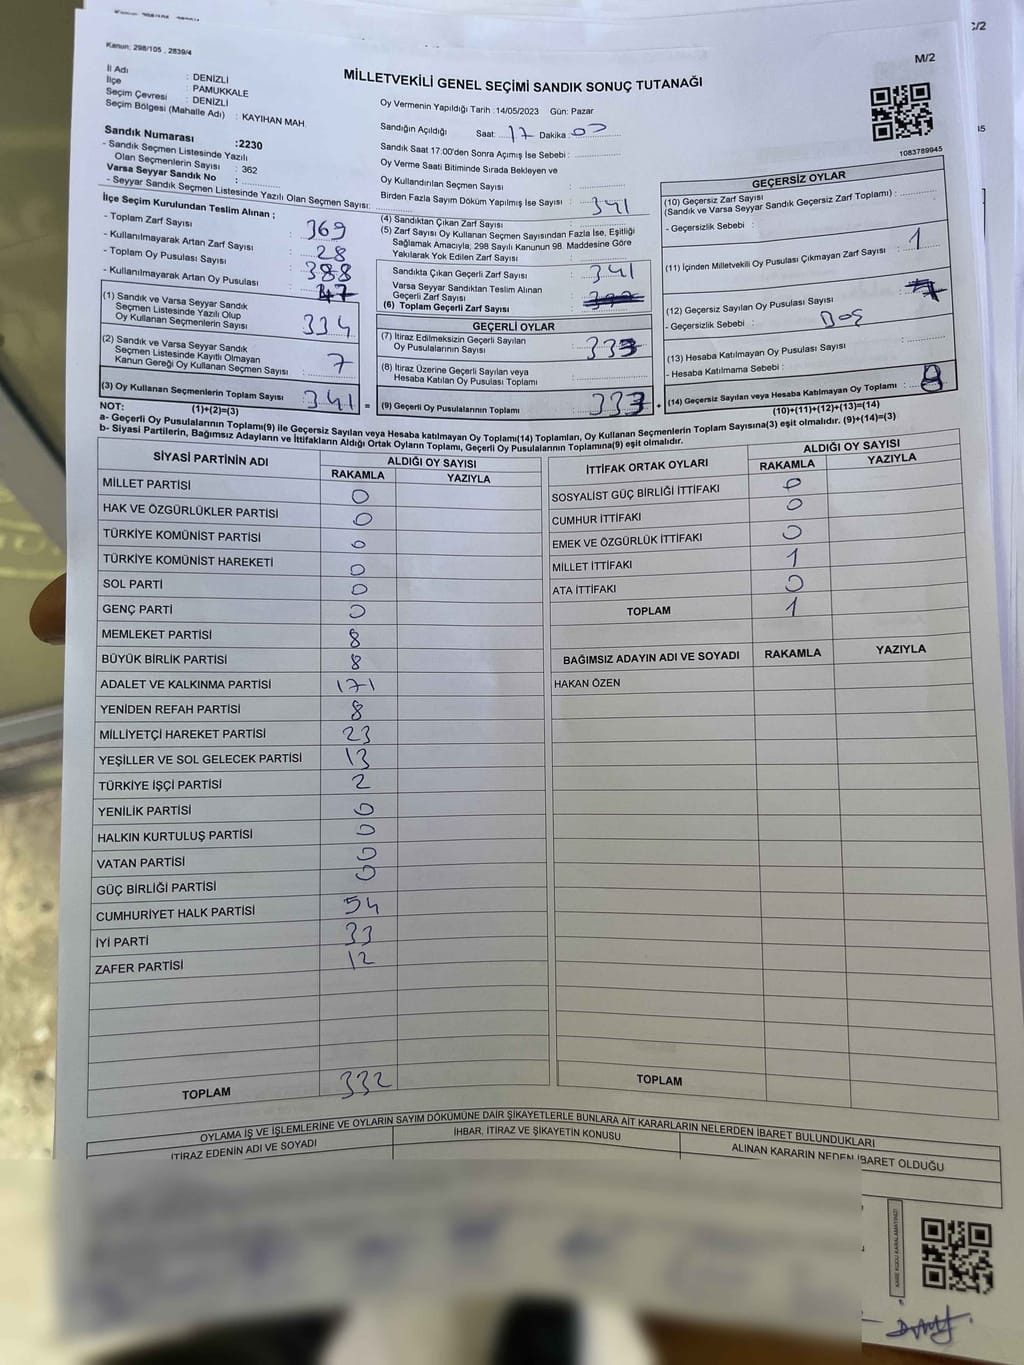 Kanun: 298/105 , 2839/4
M/2
C/2
MİLLETVEKİLİ GENEL SEÇİMİ SANDIK SONUÇ TUTANAĞI
İl Adı : DENİZLİ
İlçe : PAMUKKALE
Seçim Çevresi : DENİZLİ
Seçim Bölgesi (Mahalle Adı) : KAYIHAN MAH.
Sandık Numarası :2230
- Sandık Seçmen Listesinde Yazılı
Olan Seçmenlerin Sayısı : 362
Varsa Seyyar Sandık No :
- Seyyar Sandık Seçmen Listesinde Yazılı Olan Seçmen Sayısı:
Oy Vermenin Yapıldığı Tarih :14/05/2023 Gün: Pazar
Sandığın Açıldığı Saat: 17 Dakika :00
Sandık Saat 17:00'den Sonra Açımış İse Sebebi :
Oy Verme Saati Bitiminde Sırada Bekleyen ve
Oy Kullandırılan Seçmen Sayısı :
Birden Fazla Sayım Döküm Yapılmış İse Sayısı :
1083789945
İlçe Seçim Kurulundan Teslim Alınan ;
- Toplam Zarf Sayısı : 369
- Kullanılmayarak Artan Zarf Sayısı : 28
- Toplam Oy Pusulası Sayısı : 388
- Kullanılmayarak Artan Oy Pusulası : 47
(1) Sandık ve Varsa Seyyar Sandık
Seçmen Listesinde Yazılı Olup
Oy Kullanan Seçmenlerin Sayısı : 334
(2) Sandık ve Varsa Seyyar Sandık
Seçmen Listesinde Kayıtlı Olmayan
Kanun Gereği Oy Kullanan Seçmen Sayısı : 7
(3) Oy Kullanan Seçmenlerin Toplam Sayısı : 341 =
(1)+(2)=(3)
(4) Sandıktan Çıkan Zarf Sayısı : 341
(5) Zarf Sayısı Oy Kullanan Seçmen Sayısından Fazla İse, Eşitliği
Sağlamak Amacıyla; 298 Sayılı Kanunun 98. Maddesine Göre
Yakılarak Yok Edilen Zarf Sayısı :
Sandıkta Çıkan Geçerli Zarf Sayısı : 341
Varsa Seyyar Sandıktan Teslim Alınan
Geçerli Zarf Sayısı :
(6) Toplam Geçerli Zarf Sayısı :
GEÇERLİ OYLAR
(7) İtiraz Edilmeksizin Geçerli Sayılan
Oy Pusulalarının Sayısı : 333
(8) İtiraz Üzerine Geçerli Sayılan veya
Hesaba Katılan Oy Pusulası Toplamı :
(9) Geçerli Oy Pusulalarının Toplamı : 333 +
GEÇERSİZ OYLAR
(10) Geçersiz Zarf Sayısı
(Sandık ve Varsa Seyyar Sandık Geçersiz Zarf Toplamı) :
- Geçersizlik Sebebi :
(11) İçinden Milletvekili Oy Pusulası Çıkmayan Zarf Sayısı : 1
(12) Geçersiz Sayılan Oy Pusulası Sayısı : 7
- Geçersizlik Sebebi : Boş
(13) Hesaba Katılmayan Oy Pusulası Sayısı :
- Hesaba Katılmama Sebebi :
(14) Geçersiz Sayılan veya Hesaba Katılmayan Oy Toplamı : 8
(10)+(11)+(12)+(13)=(14)
NOT:
a- Geçerli Oy Pusulalarının Toplamı(9) ile Geçersiz Sayılan veya Hesaba katılmayan Oy Toplamı(14) Toplamları, Oy Kullanan Seçmenlerin Toplam Sayısına(3) eşit olmalıdır. (9)+(14)=(3)
b- Siyasi Partilerin, Bağımsız Adayların ve İttifakların Aldığı Ortak Oyların Toplamı, Geçerli Oy Pusulalarının Toplamına(9) eşit olmalıdır.
SİYASİ PARTİNİN ADI ALDIĞI OY SAYISI
RAKAMLA YAZIYLA
MİLLET PARTİSİ 0
HAK VE ÖZGÜRLÜKLER PARTİSİ 0
TÜRKİYE KOMÜNİST PARTİSİ 0
TÜRKİYE KOMÜNİST HAREKETİ 0
SOL PARTİ 0
GENÇ PARTİ 0
MEMLEKET PARTİSİ 8
BÜYÜK BİRLİK PARTİSİ 8
ADALET VE KALKINMA PARTİSİ 171
YENİDEN REFAH PARTİSİ 8
MİLLİYETÇİ HAREKET PARTİSİ 23
YEŞİLLER VE SOL GELECEK PARTİSİ 13
TÜRKİYE İŞÇİ PARTİSİ 2
YENİLİK PARTİSİ 0
HALKIN KURTULUŞ PARTİSİ 0
VATAN PARTİSİ 0
GÜÇ BİRLİĞİ PARTİSİ 0
CUMHURİYET HALK PARTİSİ 54
İYİ PARTİ 33
ZAFER PARTİSİ 12
TOPLAM 332
İTTİFAK ORTAK OYLARI ALDIĞI OY SAYISI
RAKAMLA YAZIYLA
SOSYALİST GÜÇ BİRLİĞİ İTTİFAKI 0
CUMHUR İTTİFAKI 0
EMEK VE ÖZGÜRLÜK İTTİFAKI 0
MİLLET İTTİFAKI 1
ATA İTTİFAKI 0
TOPLAM 1
BAĞIMSIZ ADAYIN ADI VE SOYADI RAKAMLA YAZIYLA
HAKAN ÖZEN
TOPLAM
OYLAMA İŞ VE İŞLEMLERİNE VE OYLARIN SAYIM DÖKÜMÜNE DAİR ŞİKAYETLERLE BUNLARA AİT KARARLARIN NELERDEN İBARET BULUNDUKLARI
İTİRAZ EDENİN ADI VE SOYADI
İHBAR, İTİRAZ VE ŞİKAYETİN KONUSU
ALINAN KARARIN NEDEN İBARET OLDUĞU
KARE KODU KARALAMAYINIZ!